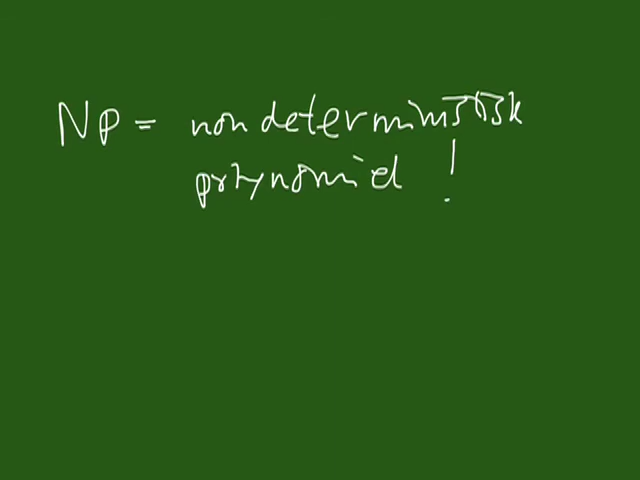 NP = nondeterministisk
polynomiel !